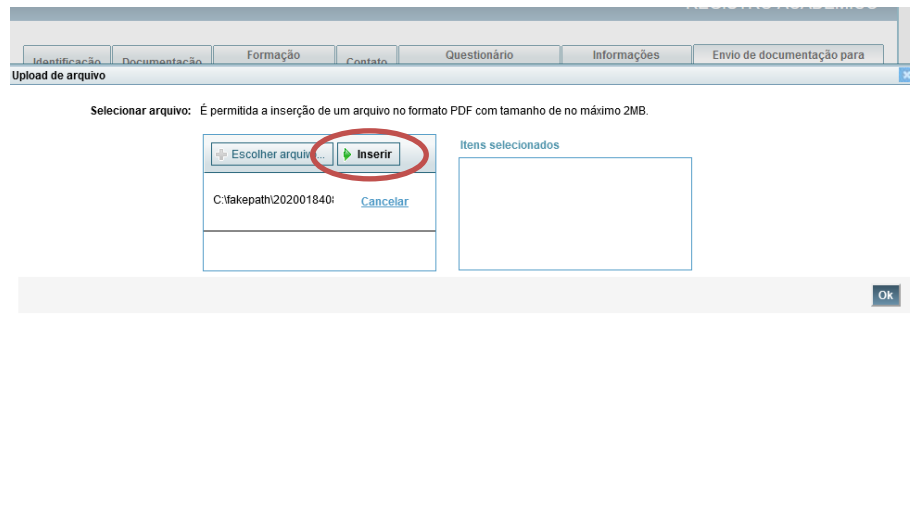 REGISTRO ACADÊMICO
Formação
Questionário
Informações
Envio de documentação para
Identificação
Documentação
Contato
Upload de arquivo
x
Selecionar arquivo: É permitida a inserção de um arquivo no formato PDF com tamanho de no máximo 2MB.
Escolher arquivo...
Inserir
Itens selecionados
C:\fakepath\202001840
Cancelar
Ok